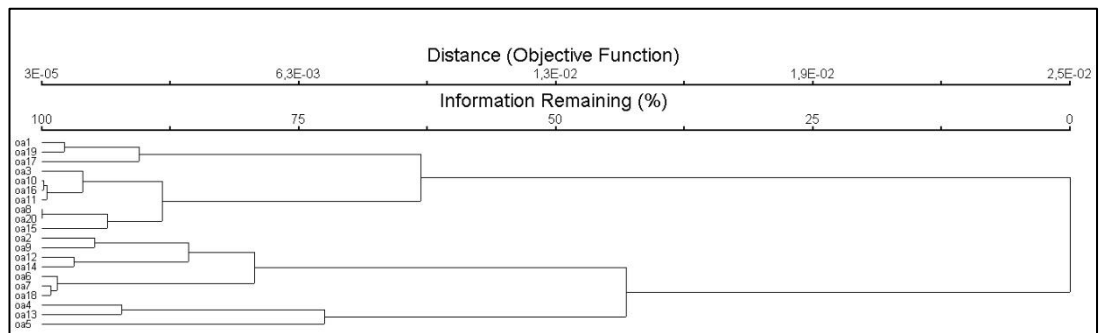 Distance (Objective Function)
3E-05 6,3E-03 1,3E-02 1,9E-02 2,5E-02
Information Remaining (%)
100 75 50 25 0
oa1
oa19
oa17
oa3
oa10
oa16
oa11
oa8
oa20
oa15
oa2
oa9
oa12
oa14
oa6
oa7
oa18
oa4
oa13
oa5